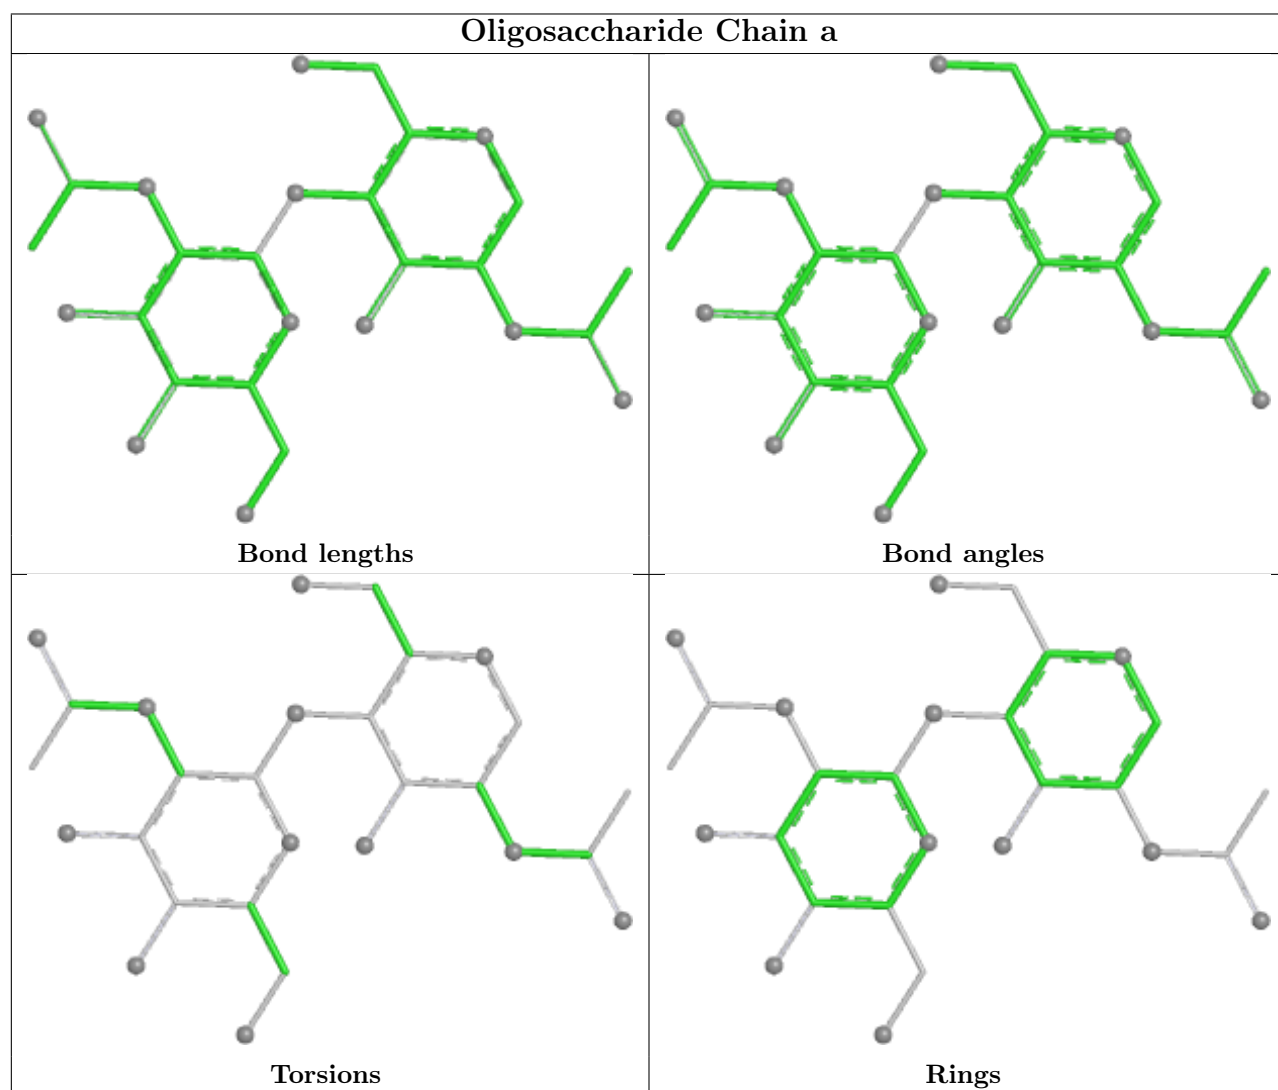 Oligosaccharide Chain a
Bond lengths
Bond angles
Torsions
Rings